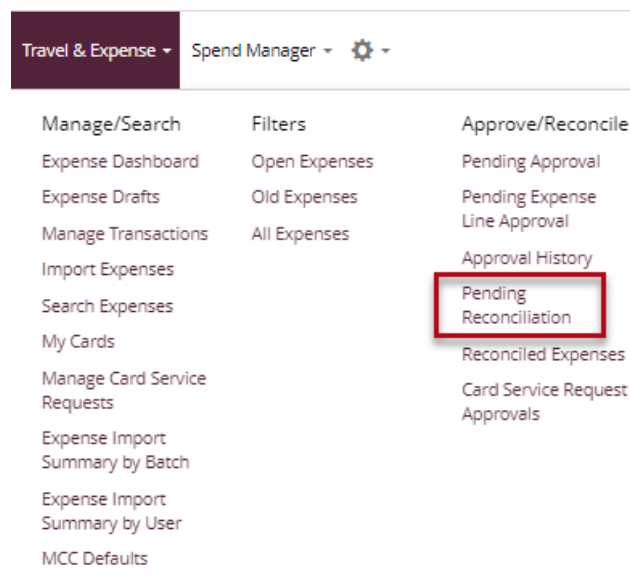 Travel & Expense Spend Manager
Manage/Search
Expense Dashboard
Expense Drafts
Manage Transactions
Import Expenses
Search Expenses
My Cards
Manage Card Service
Requests
Expense Import
Summary by Batch
Expense Import
Summary by User
MCC Defaults
Filters
Open Expenses
Old Expenses
All Expenses
Approve/Reconcile
Pending Approval
Pending Expense
Line Approval
Approval History
Pending
Reconciliation
Reconciled Expenses
Card Service Request
Approvals